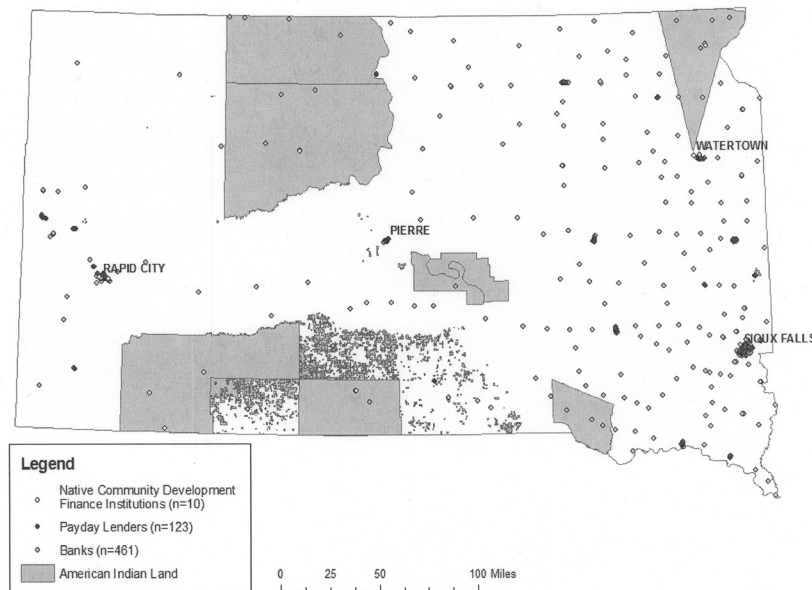 WATERTOWN
PIERRE
RAPID CITY
SIOUX FALLS
Legend
Native Community Development
Finance Institutions (n=10)
Payday Lenders (n=123)
Banks (n=461)
American Indian Land
0 25 50 100 Miles